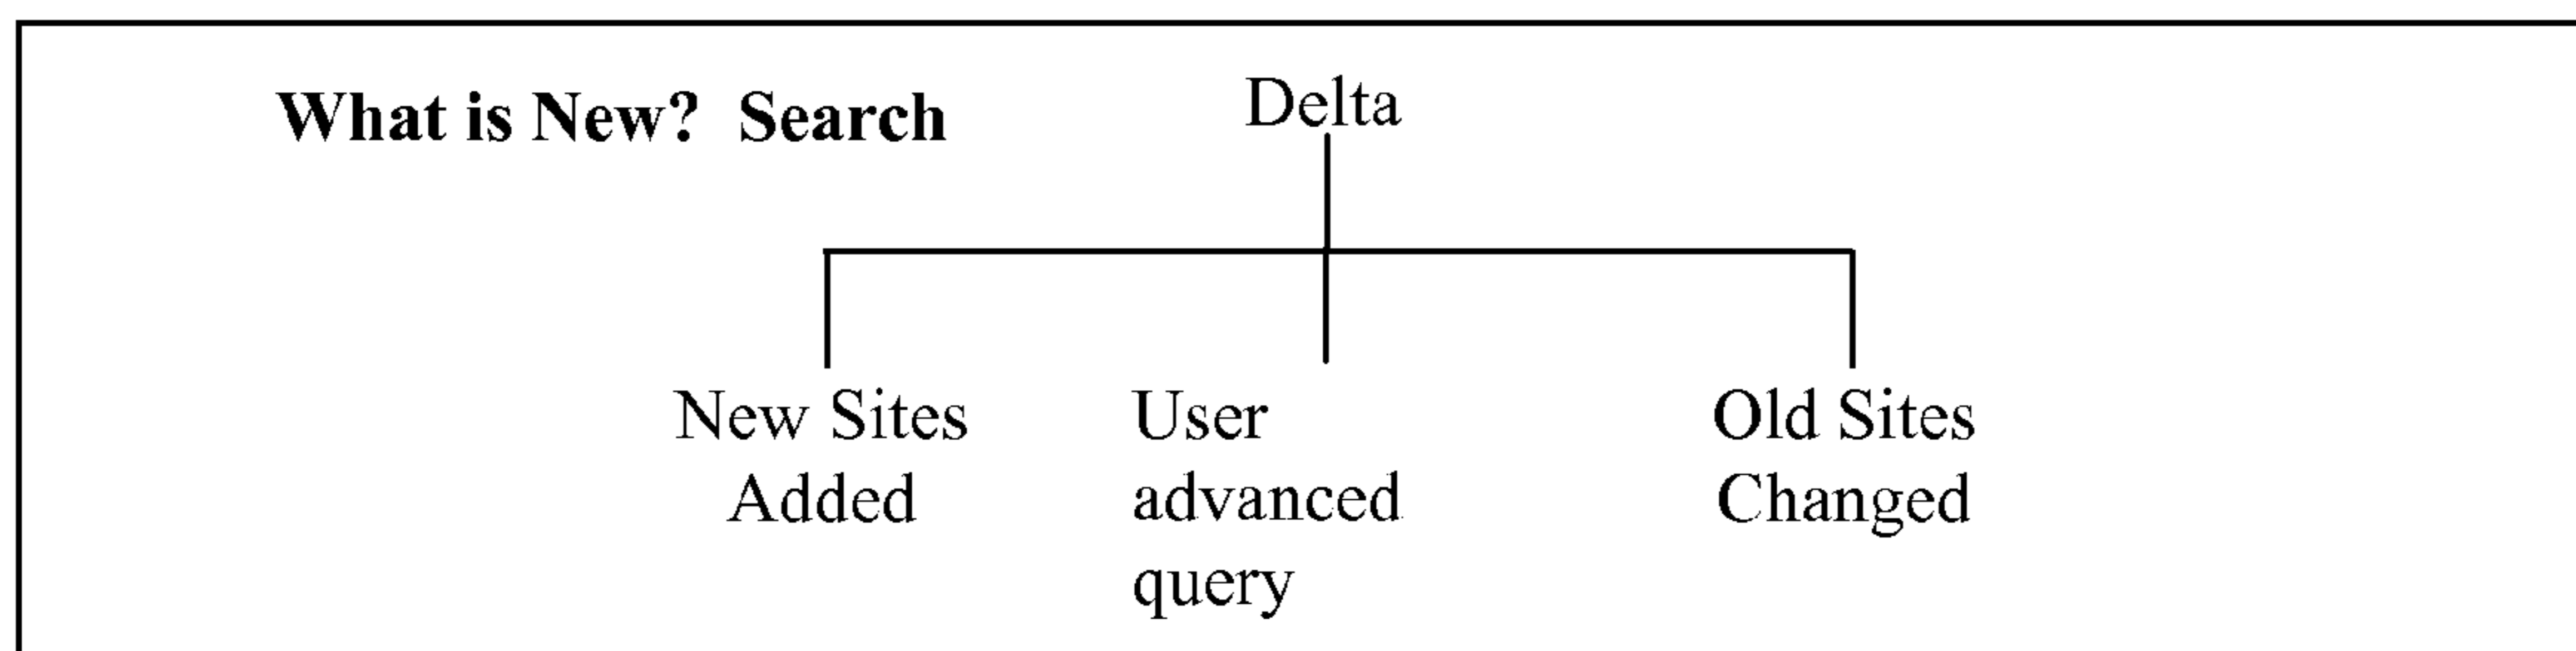 What is New?  Search
Delta
New Sites
Added
User
advanced
query
Old Sites
Changed